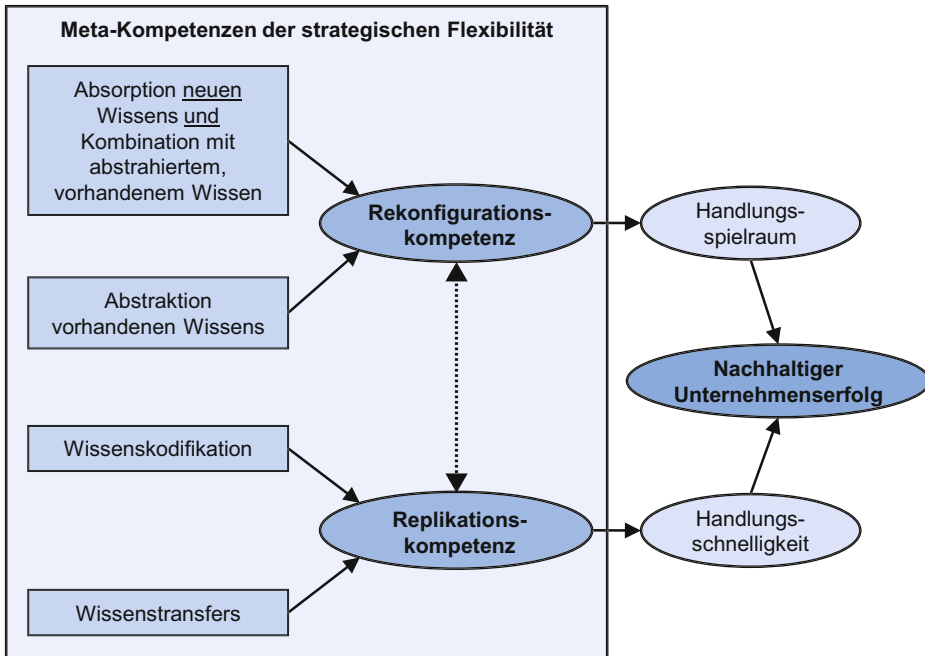 Meta-Kompetenzen der strategischen Flexibilität
Absorption neuen
Wissens und
Kombination mit
abstrahiertem,
vorhandenem Wissen
Rekonfigurations-
kompetenz
Handlungs-
spielraum
Abstraktion
vorhandenen Wissens
Nachhaltiger
Unternehmenserfolg
Wissenskodifikation
Replikations-
kompetenz
Handlungs-
schnelligkeit
Wissenstransfers